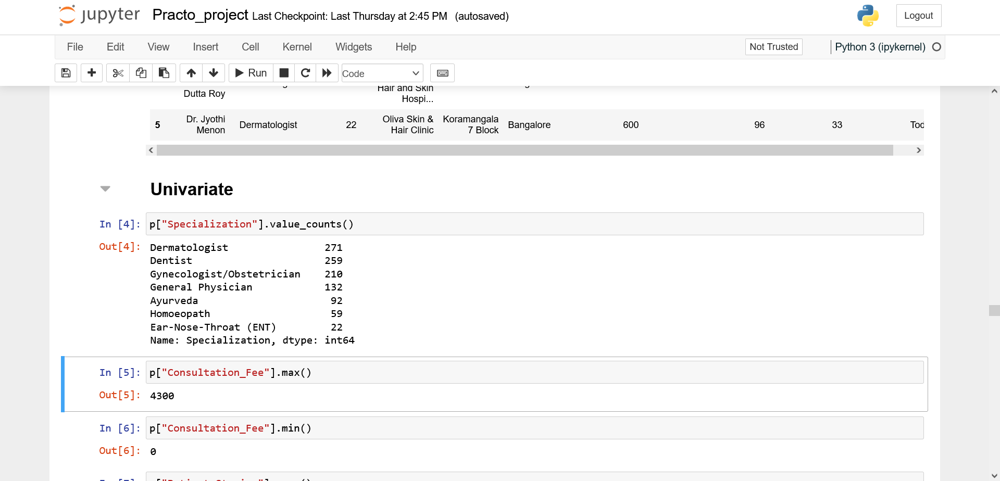 jupyter Practo_project Last Checkpoint: Last Thursday at 2:45 PM (autosaved) Logout
File Edit View Insert Cell Kernel Widgets Help Not Trusted Python 3 (ipykernel)
Run Code
Dutta Roy Hair and Skin
Hospi...
5 Dr. Jyothi Menon Dermatologist 22 Oliva Skin & Hair Clinic Koramangala 7 Block Bangalore 600 96 33 Tod
Univariate
In [4]: p["Specialization"].value_counts()
Out[4]: Dermatologist 271
Dentist 259
Gynecologist/Obstetrician 210
General Physician 132
Ayurveda 92
Homoeopath 59
Ear-Nose-Throat (ENT) 22
Name: Specialization, dtype: int64
In [5]: p["Consultation_Fee"].max()
Out[5]: 4300
In [6]: p["Consultation_Fee"].min()
Out[6]: 0